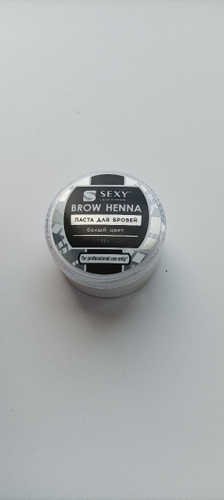 SEXY
BROW HENNA
ПАСТА ДЛЯ БРОВЕЙ
белый цвет
for professional use only!